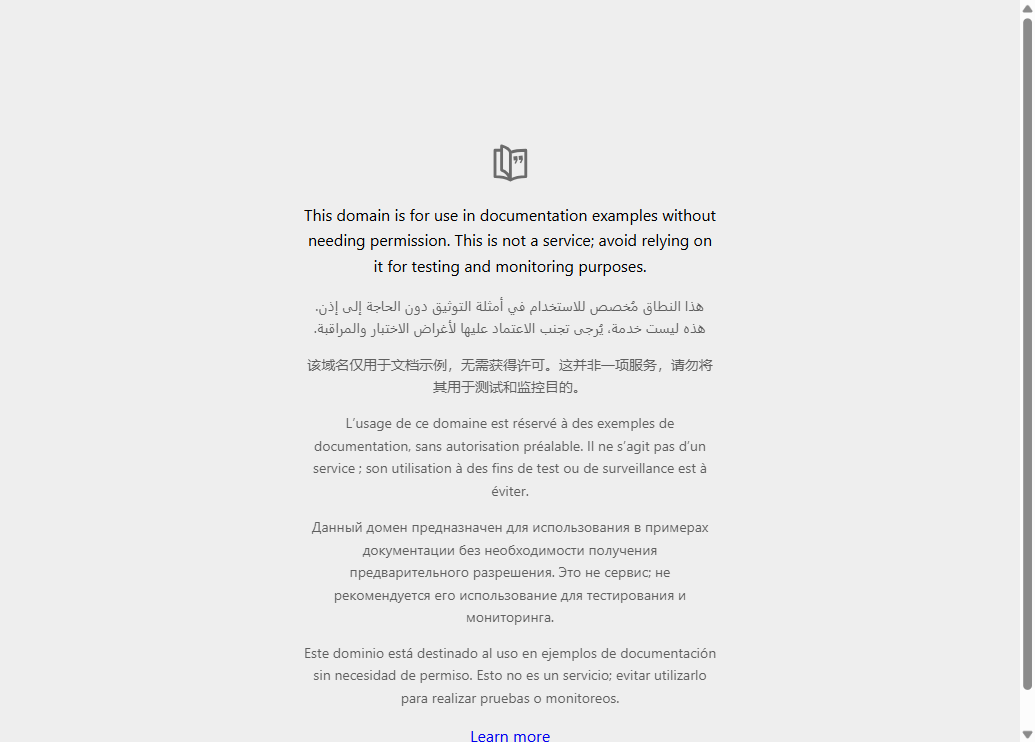 This domain is for use in documentation examples without
needing permission. This is not a service; avoid relying on
it for testing and monitoring purposes.
هذا النطاق مُخصص للاستخدام في أمثلة التوثيق دون الحاجة إلى إذن.
هذه ليست خدمة، يُرجى تجنب الاعتماد عليها لأغراض الاختبار والمراقبة.
该域名仅用于文档示例，无需获得许可。这并非一项服务，请勿将
其用于测试和监控目的。
L’usage de ce domaine est réservé à des exemples de
documentation, sans autorisation préalable. Il ne s’agit pas d’un
service ; son utilisation à des fins de test ou de surveillance est à
éviter.
Данный домен предназначен для использования в примерах
документации без необходимости получения
предварительного разрешения. Это не сервис; не
рекомендуется его использование для тестирования и
мониторинга.
Este dominio está destinado al uso en ejemplos de documentación
sin necesidad de permiso. Esto no es un servicio; evitar utilizarlo
para realizar pruebas o monitoreos.
Learn more